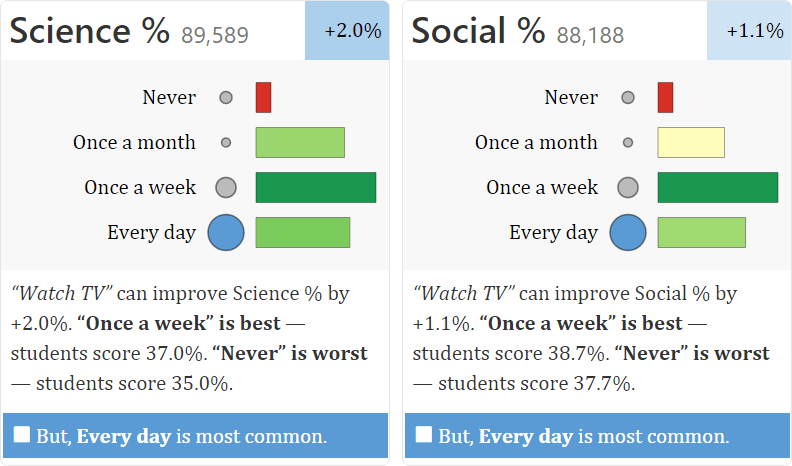 Science % 89,589 +2.0%
Never
Once a month
Once a week
Every day
“Watch TV” can improve Science % by
+2.0%. “Once a week” is best —
students score 37.0%. “Never” is worst
— students score 35.0%.
But, Every day is most common.
Social % 88,188 +1.1%
Never
Once a month
Once a week
Every day
“Watch TV” can improve Social % by
+1.1%. “Once a week” is best —
students score 38.7%. “Never” is worst
— students score 37.7%.
But, Every day is most common.